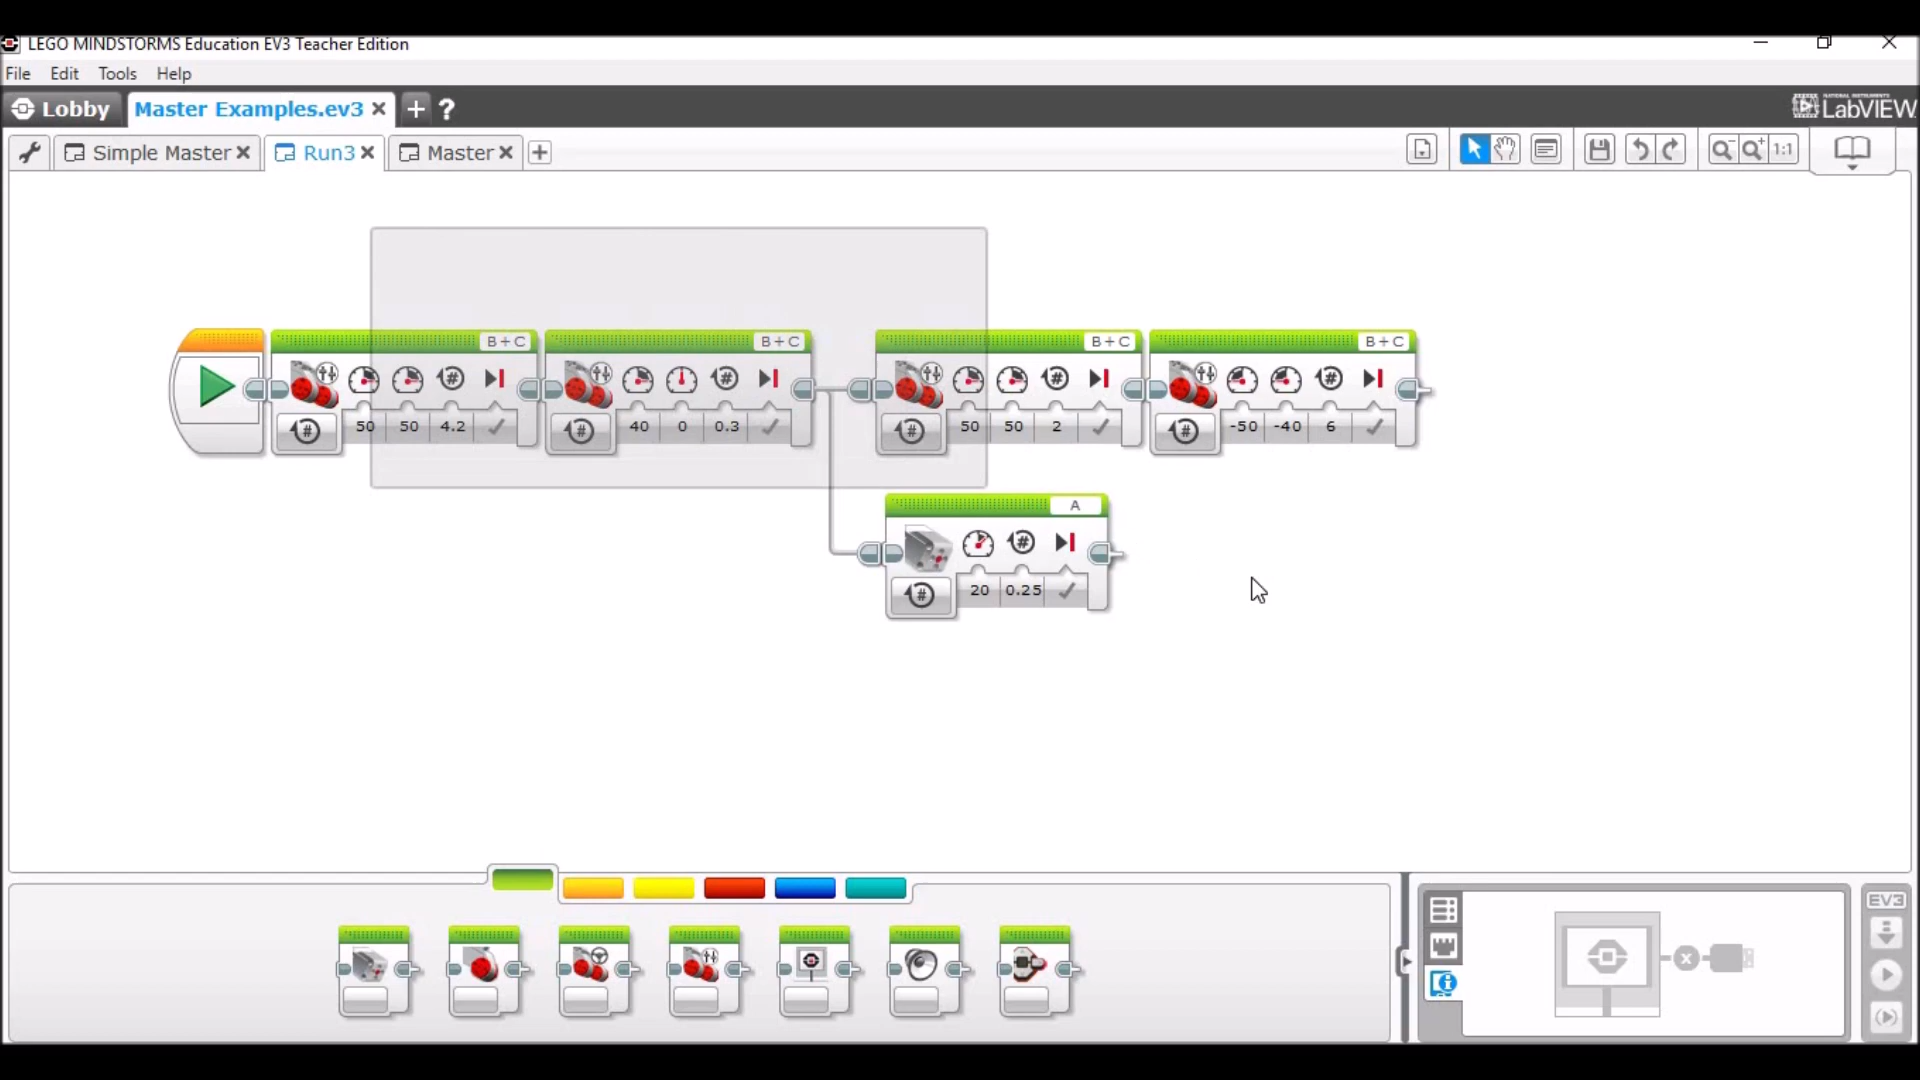 LEGO MINDSTORMS Education EV3 Teacher Edition
File Edit Tools Help
Lobby Master Examples.ev3 + ?
NATIONAL INSTRUMENTS
LabVIEW
Simple Master Run3 Master
1:1
B+C B+C B+C B+C
# # # #
# 50 50 4.2 # 40 0 0.3 # 50 50 2 # -50 -40 6
A
#
# 20 0.25
EV3